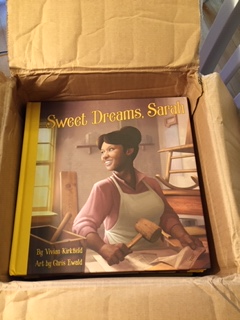 Sweet Dreams, Sarah
By Vivian Kirkfield
Art by Chris Ewald